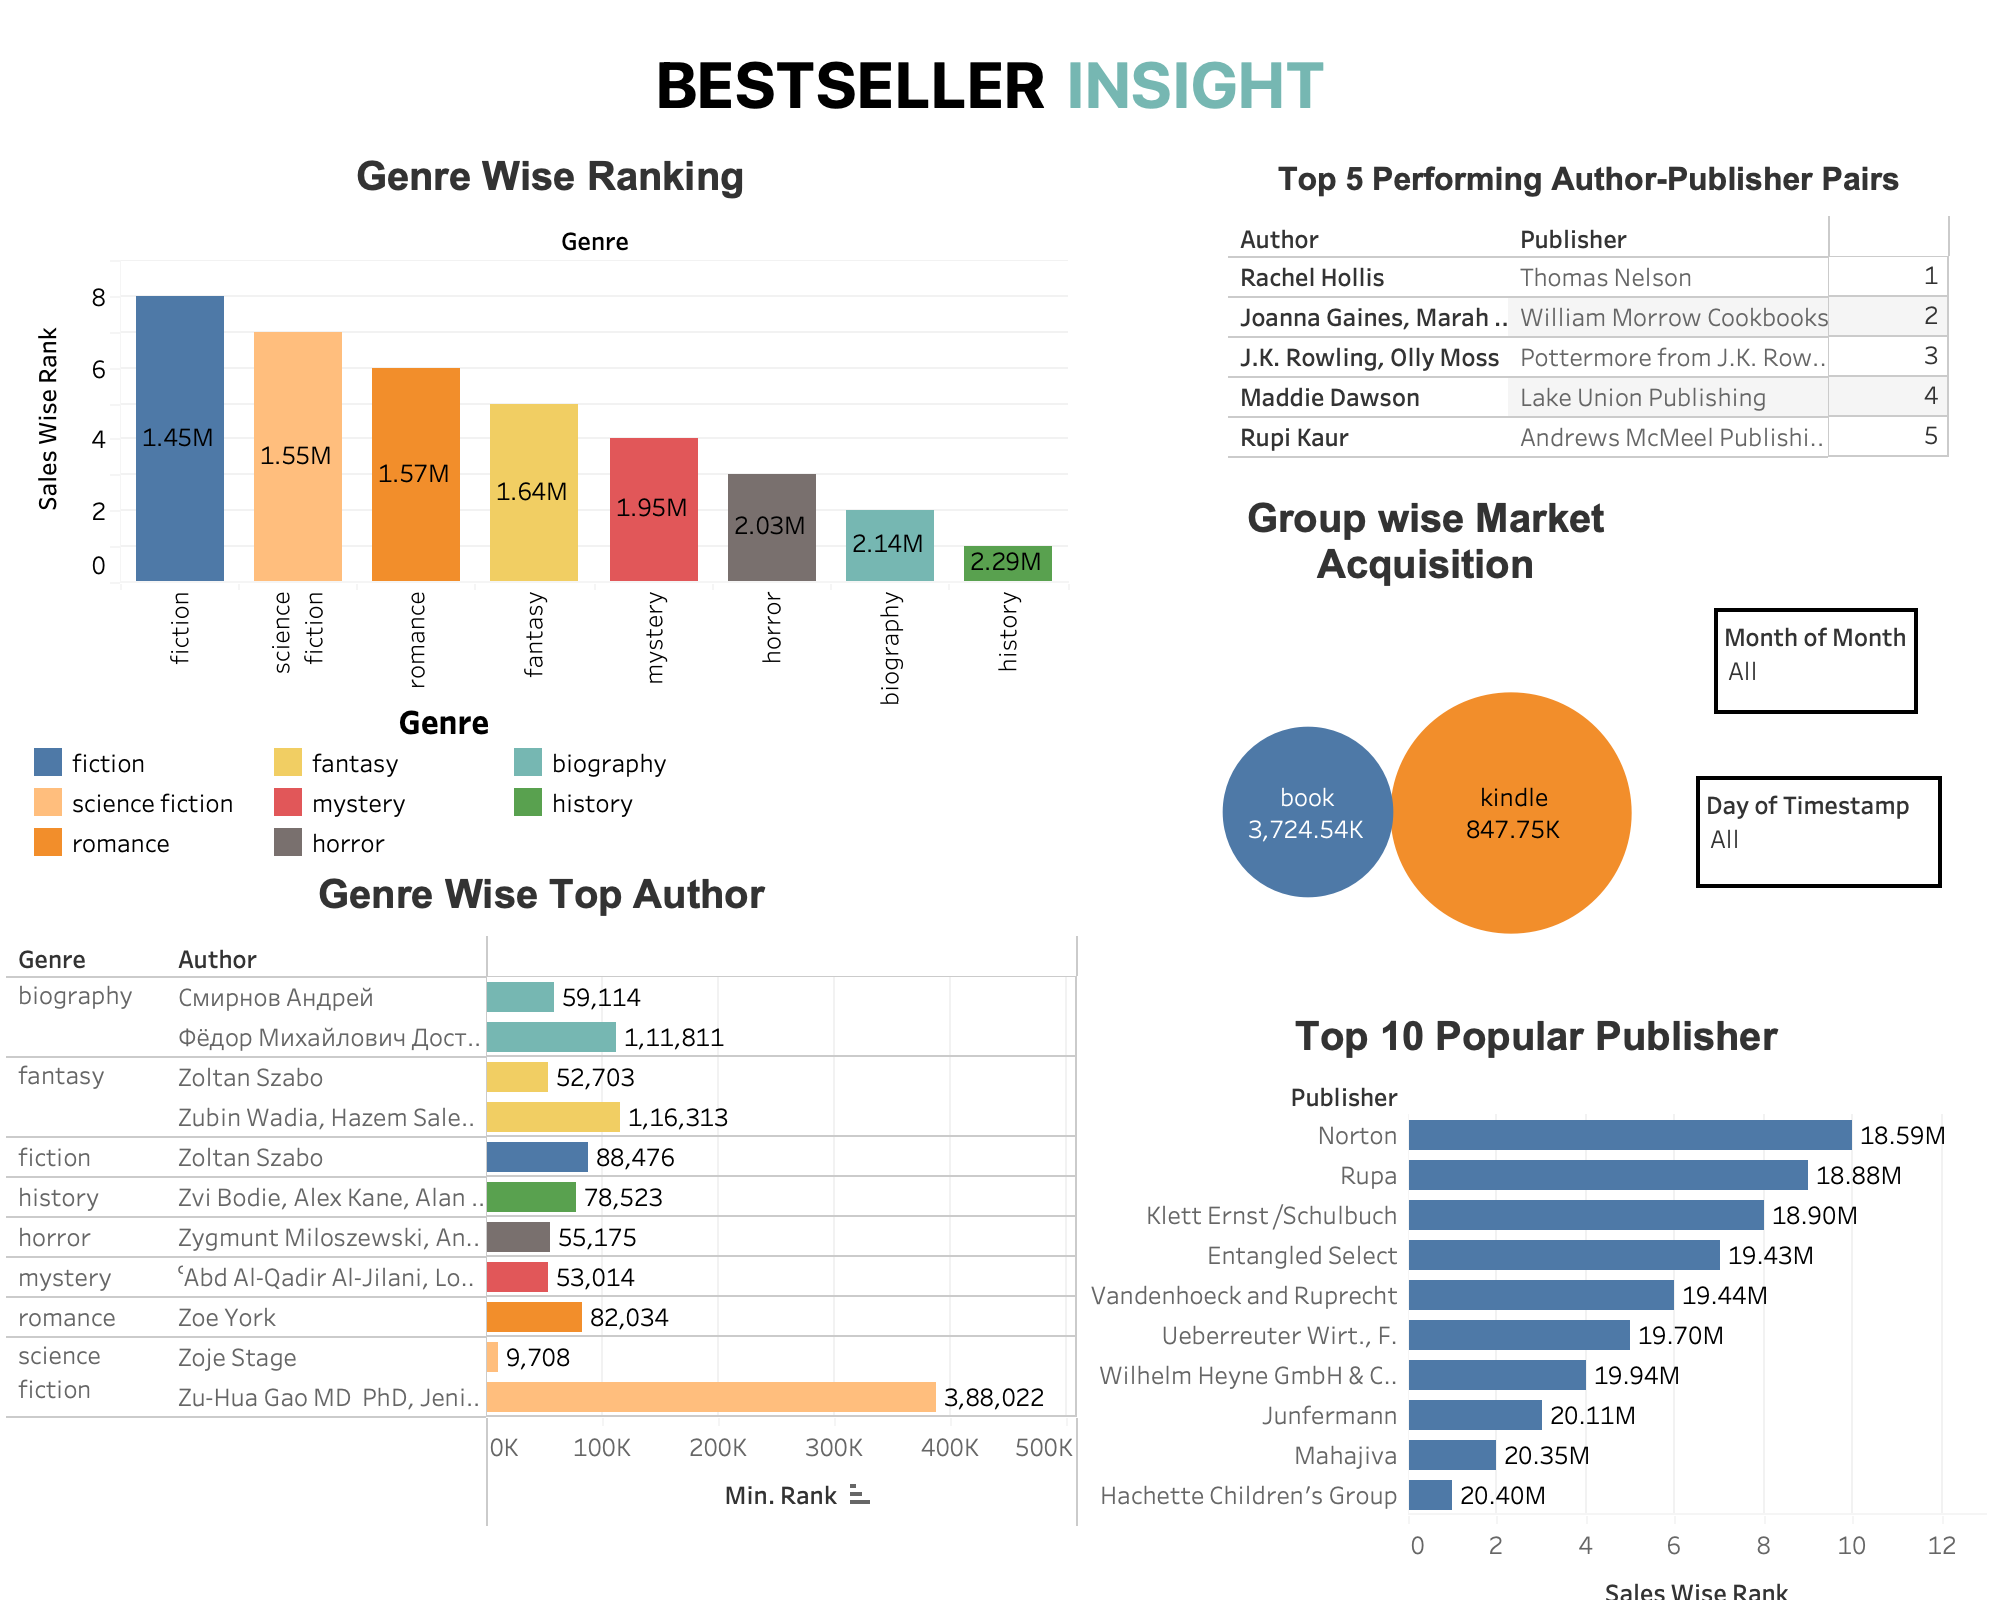 BESTSELLER INSIGHT
Genre Wise Ranking
Genre
Sales Wise Rank
8
6
4
2
0
1.45M
1.55M
1.57M
1.64M
1.95M
2.03M
2.14M
2.29M
fiction
science
fiction
romance
fantasy
mystery
horror
biography
history
Genre
fiction
fantasy
biography
science fiction
mystery
history
romance
horror
Top 5 Performing Author-Publisher Pairs
Author Publisher
Rachel Hollis Thomas Nelson 1
Joanna Gaines, Marah .. William Morrow Cookbooks 2
J.K. Rowling, Olly Moss Pottermore from J.K. Row.. 3
Maddie Dawson Lake Union Publishing 4
Rupi Kaur Andrews McMeel Publishi.. 5
Group wise Market
Acquisition
book
3,724.54K
kindle
847.75K
Month of Month
All
Day of Timestamp
All
Genre Wise Top Author
Genre Author
biography Смирнов Андрей 59,114
Фёдор Михайлович Дост.. 1,11,811
fantasy Zoltan Szabo 52,703
Zubin Wadia, Hazem Sale.. 1,16,313
fiction Zoltan Szabo 88,476
history Zvi Bodie, Alex Kane, Alan .. 78,523
horror Zygmunt Miloszewski, An.. 55,175
mystery ʿAbd Al-Qadir Al-Jilani, Lo.. 53,014
romance Zoe York 82,034
science Zoje Stage 9,708
fiction Zu-Hua Gao MD  PhD, Jeni.. 3,88,022
0K 100K 200K 300K 400K 500K
Min. Rank
Top 10 Popular Publisher
Publisher
Norton 18.59M
Rupa 18.88M
Klett Ernst /Schulbuch 18.90M
Entangled Select 19.43M
Vandenhoeck and Ruprecht 19.44M
Ueberreuter Wirt., F. 19.70M
Wilhelm Heyne GmbH & C.. 19.94M
Junfermann 20.11M
Mahajiva 20.35M
Hachette Children’s Group 20.40M
0 2 4 6 8 10 12
Sales Wise Rank